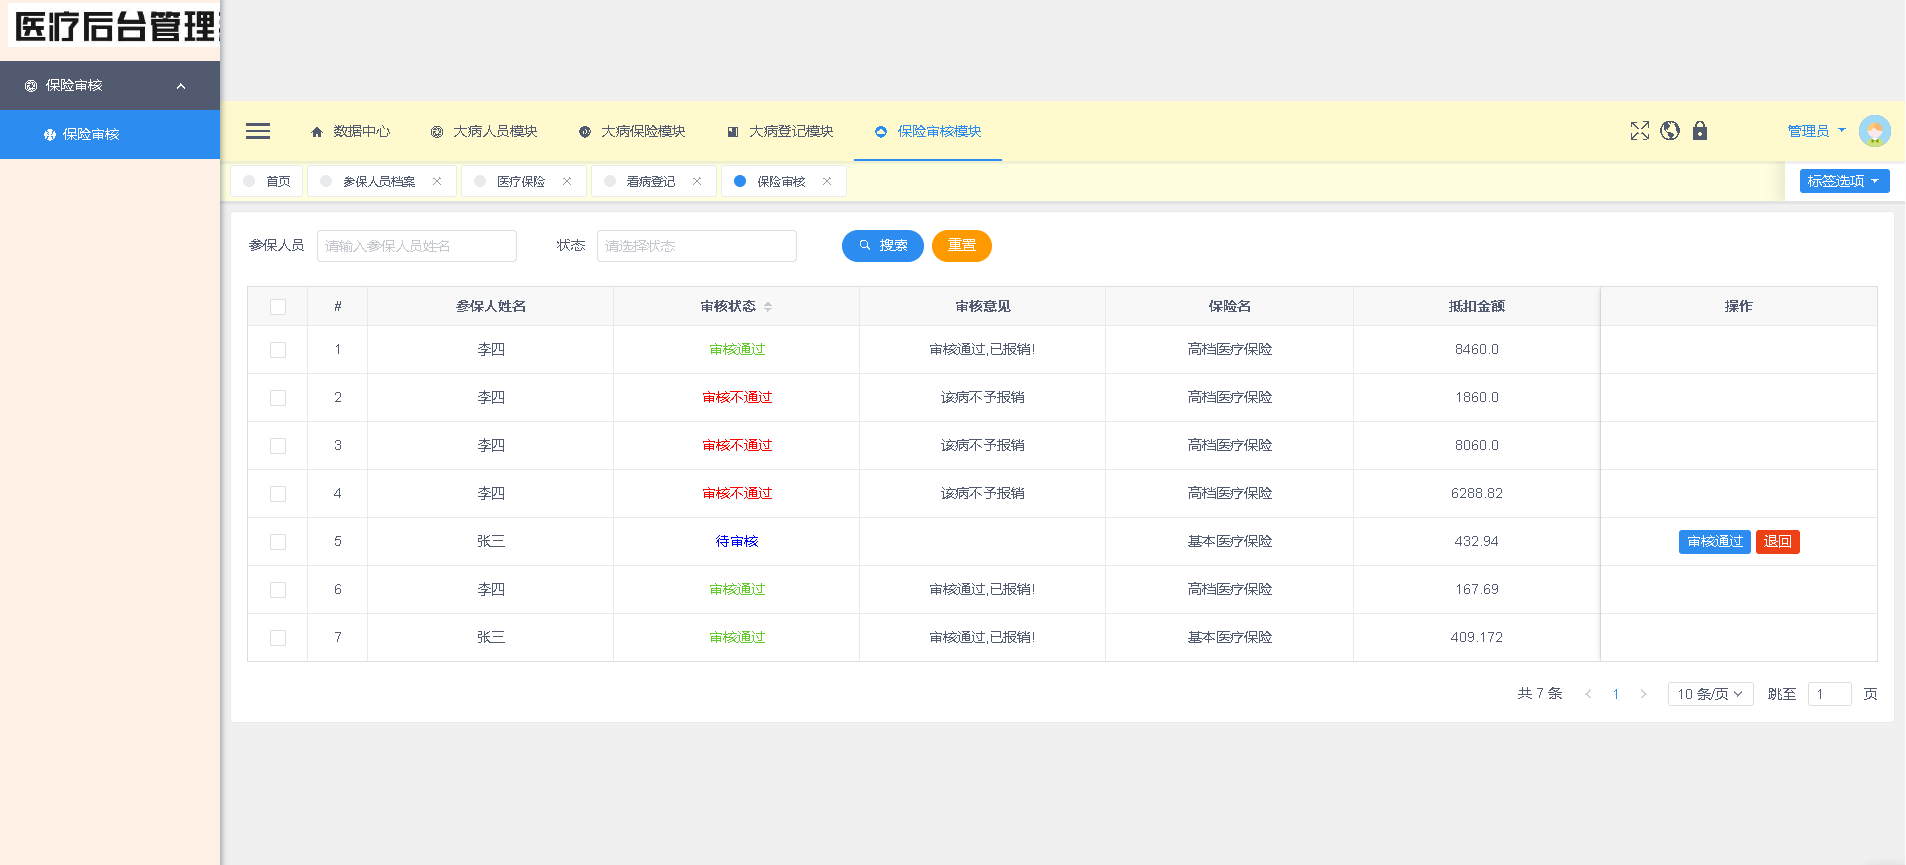 医疗后台管理
保险审核
保险审核
数据中心 大病人员模块 大病保险模块 大病登记模块 保险审核模块 管理员
首页 参保人员档案 医疗保险 看病登记 保险审核 标签选项
参保人员 请输入参保人员姓名 状态 请选择状态 搜索 重置
# 参保人姓名 审核状态 审核意见 保险名 抵扣金额 操作
1 李四 审核通过 审核通过,已报销! 高档医疗保险 8460.0
2 李四 审核不通过 该病不予报销 高档医疗保险 1860.0
3 李四 审核不通过 该病不予报销 高档医疗保险 8060.0
4 李四 审核不通过 该病不予报销 高档医疗保险 6288.82
5 张三 待审核 基本医疗保险 432.94 审核通过 退回
6 李四 审核通过 审核通过,已报销! 高档医疗保险 167.69
7 张三 审核通过 审核通过,已报销! 基本医疗保险 409.172
共 7 条 1 10 条/页 跳至 1 页